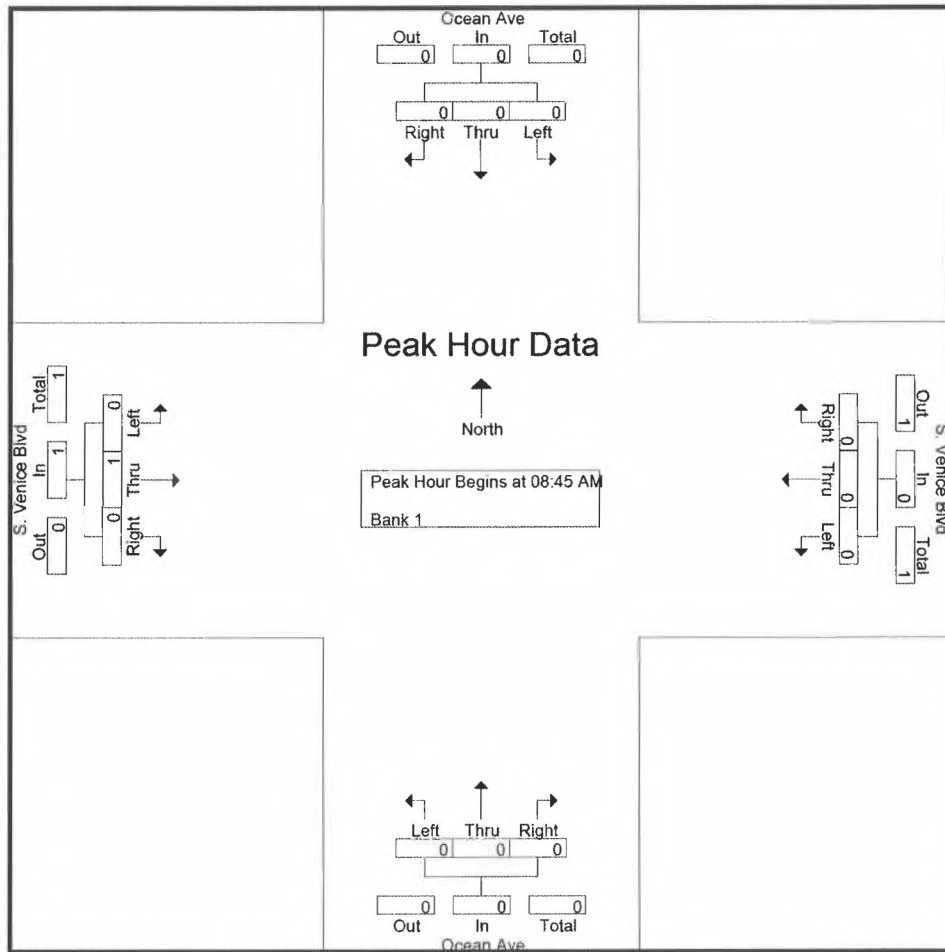 Ocean Ave
Out In Total
0 0 0
0 0 0
Right Thru Left
Peak Hour Data
North
Peak Hour Begins at 08:45 AM
Bank 1
S. Venice Blvd
Out In Total
0 1 1
Right Thru Left
0 1 0
S. Venice Blvd
Out In Total
1 0 1
Right Thru Left
0 0 0
Left Thru Right
0 0 0
0 0 0
Out In Total
Ocean Ave